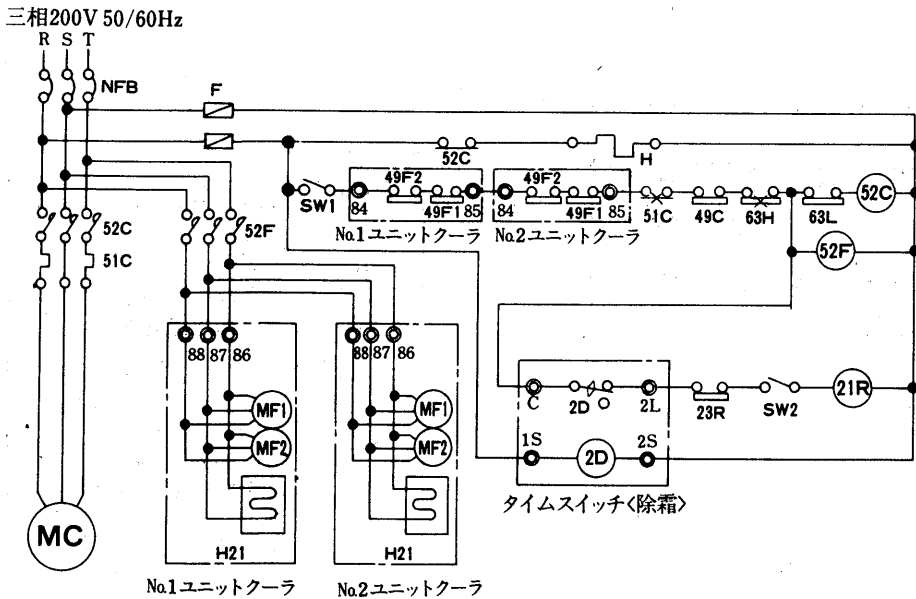 三相200V 50/60Hz
R S T
NFB
F
52C
H
SW1
84
49F2
49F1
85
84
49F2
49F1
85
51C
49C
63H
63L
52C
No.1ユニットクーラ
No.2ユニットクーラ
52F
52C
51C
52F
88 87 86
88 87 86
MF1
MF2
MF1
MF2
C
2D
2L
23R
SW2
21R
1S
2D
2S
タイムスイッチ〈除霜〉
MC
H21
H21
No.1ユニットクーラ
No.2ユニットクーラ